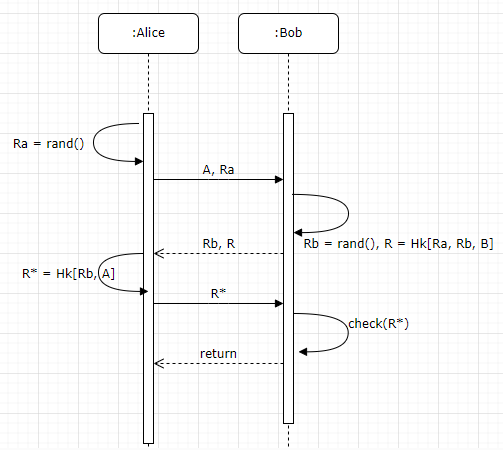 :Alice
:Bob
Ra = rand()
A, Ra
Rb = rand(), R = Hk[Ra, Rb, B]
Rb, R
R* = Hk[Rb, A]
R*
check(R*)
return